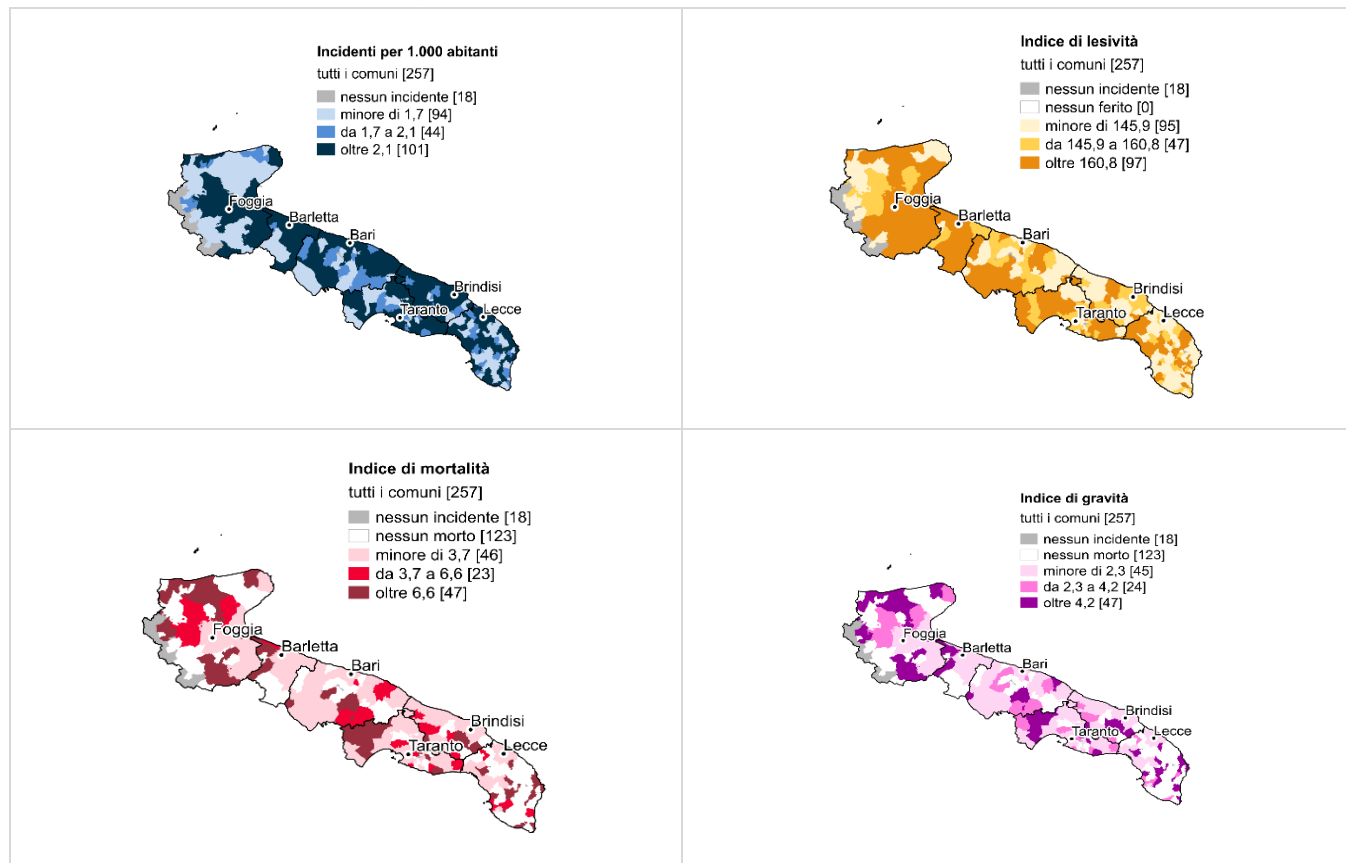 Incidenti per 1.000 abitanti
tutti i comuni [257]
nessun incidente [18]
minore di 1,7 [94]
da 1,7 a 2,1 [44]
oltre 2,1 [101]
Foggia
Barletta
Bari
Brindisi
Taranto
Lecce
Indice di lesività
tutti i comuni [257]
nessun incidente [18]
nessun ferito [0]
minore di 145,9 [95]
da 145,9 a 160,8 [47]
oltre 160,8 [97]
Foggia
Barletta
Bari
Brindisi
Taranto
Lecce
Indice di mortalità
tutti i comuni [257]
nessun incidente [18]
nessun morto [123]
minore di 3,7 [46]
da 3,7 a 6,6 [23]
oltre 6,6 [47]
Foggia
Barletta
Bari
Brindisi
Taranto
Lecce
Indice di gravità
tutti i comuni [257]
nessun incidente [18]
nessun morto [123]
minore di 2,3 [45]
da 2,3 a 4,2 [24]
oltre 4,2 [47]
Foggia
Barletta
Bari
Brindisi
Taranto
Lecce